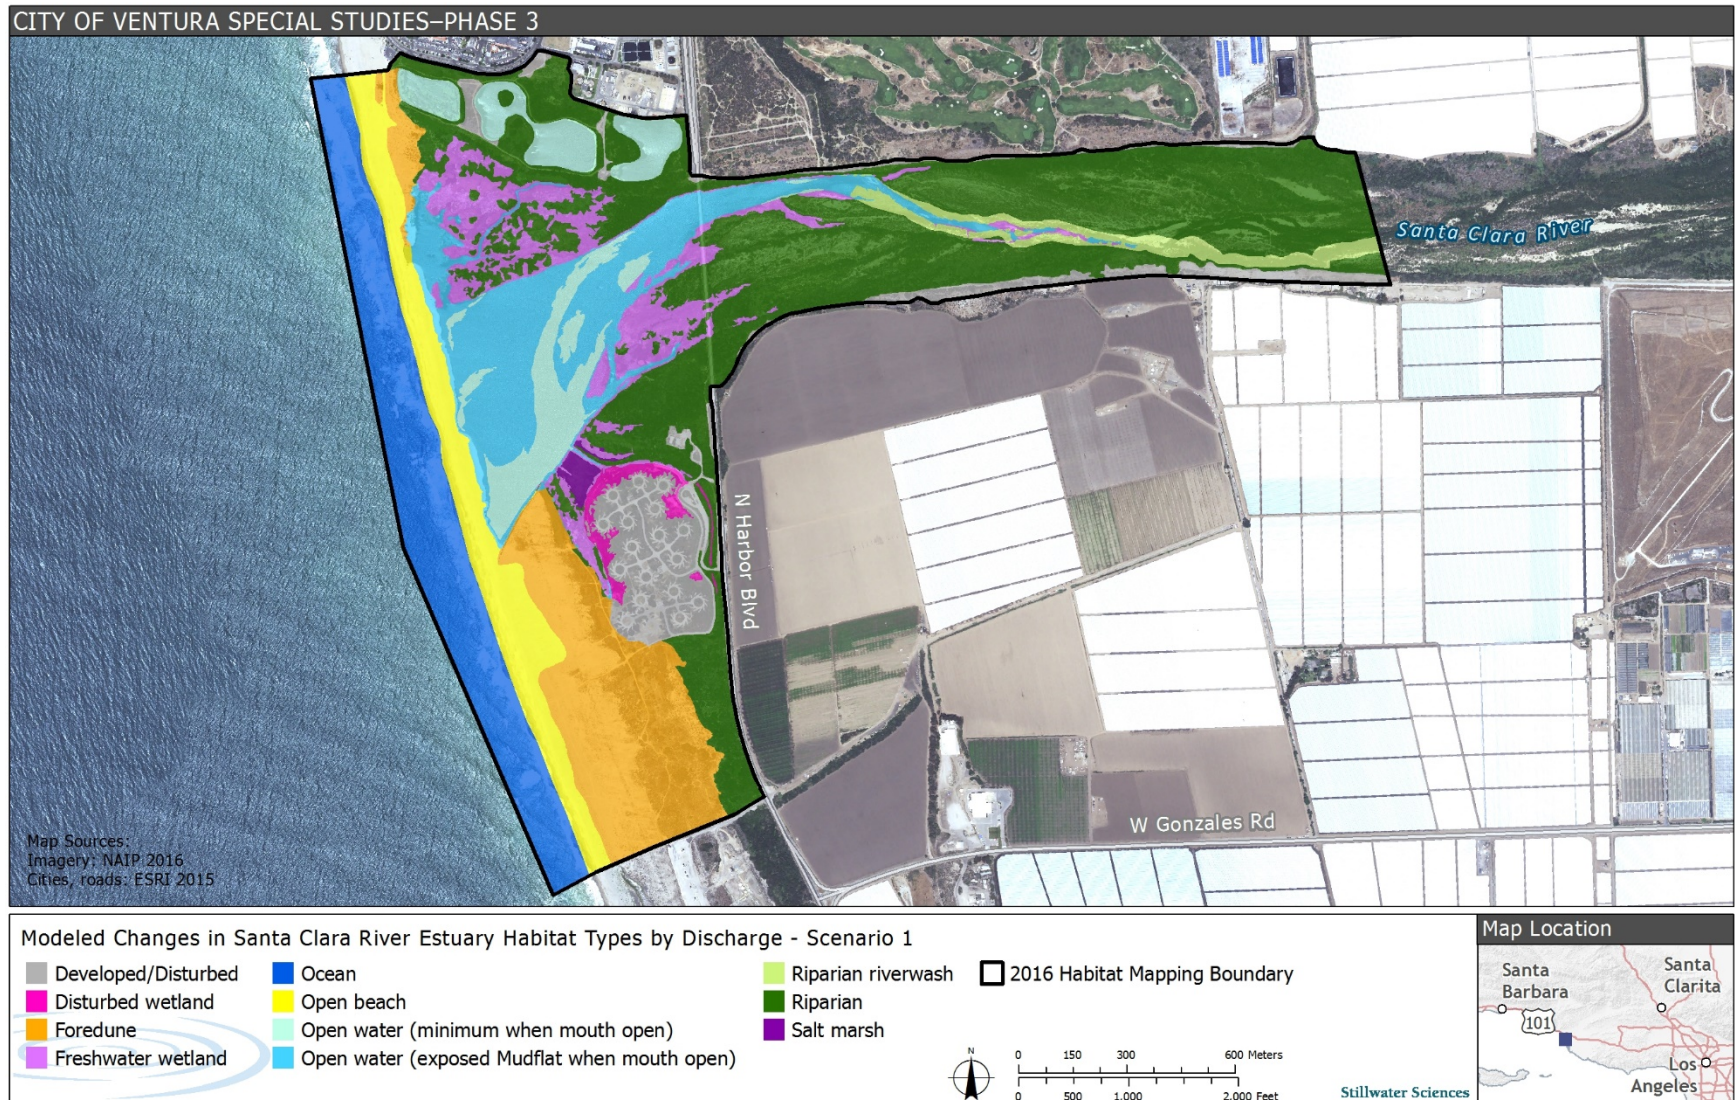 CITY OF VENTURA SPECIAL STUDIES–PHASE 3
Santa Clara River
N Harbor Blvd
W Gonzales Rd
Map Sources:
Imagery: NAIP 2016
Cities, roads: ESRI 2015
Modeled Changes in Santa Clara River Estuary Habitat Types by Discharge - Scenario 1
Developed/Disturbed
Disturbed wetland
Foredune
Freshwater wetland
Ocean
Open beach
Open water (minimum when mouth open)
Open water (exposed Mudflat when mouth open)
Riparian riverwash
Riparian
Salt marsh
2016 Habitat Mapping Boundary
N
0 150 300 600 Meters
0 500 1,000 2,000 Feet
Stillwater Sciences
Map Location
Santa
Barbara
Santa
Clarita
101
Los
Angeles